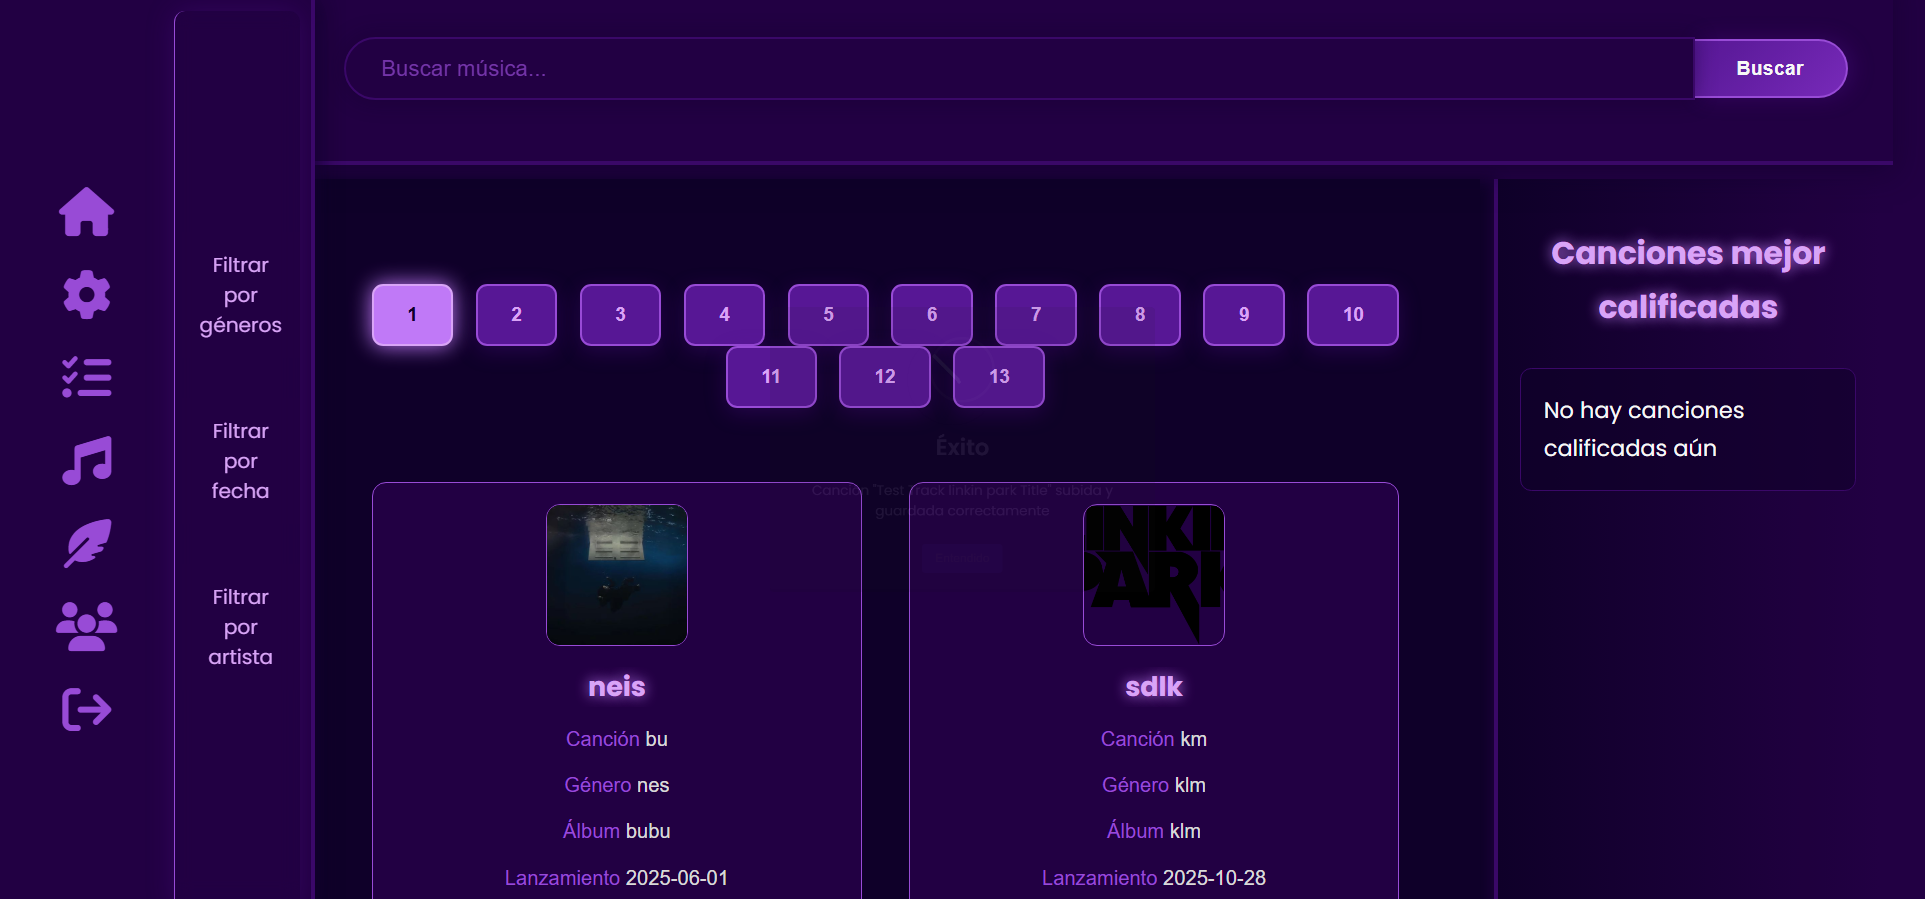 Buscar música...
Buscar
Filtrar
por
géneros
Filtrar
por
fecha
Filtrar
por
artista
1 2 3 4 5 6 7 8 9 10
11 12 13
Éxito
Canción "Test Track linkin park Title" subida y
guardada correctamente
neis
Canción bu
Género nes
Álbum bubu
Lanzamiento 2025-06-01
INKI
PARK
sdlk
Canción km
Género klm
Álbum klm
Lanzamiento 2025-10-28
Canciones mejor
calificadas
No hay canciones
calificadas aún